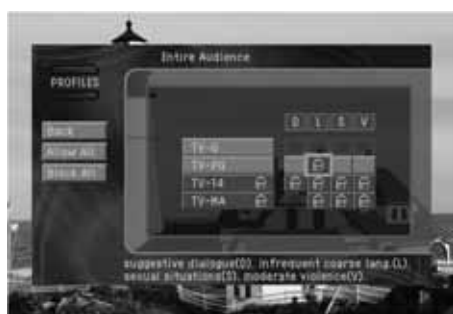 Entire Audience
PROFILES
Back
Allow All
Block All
D L S V
TV-G
TV-PG
TV-14
TV-MA
suggestive dialogue(D), infrequent coarse lang.(L),
sexual situations(S), moderate violence(V).